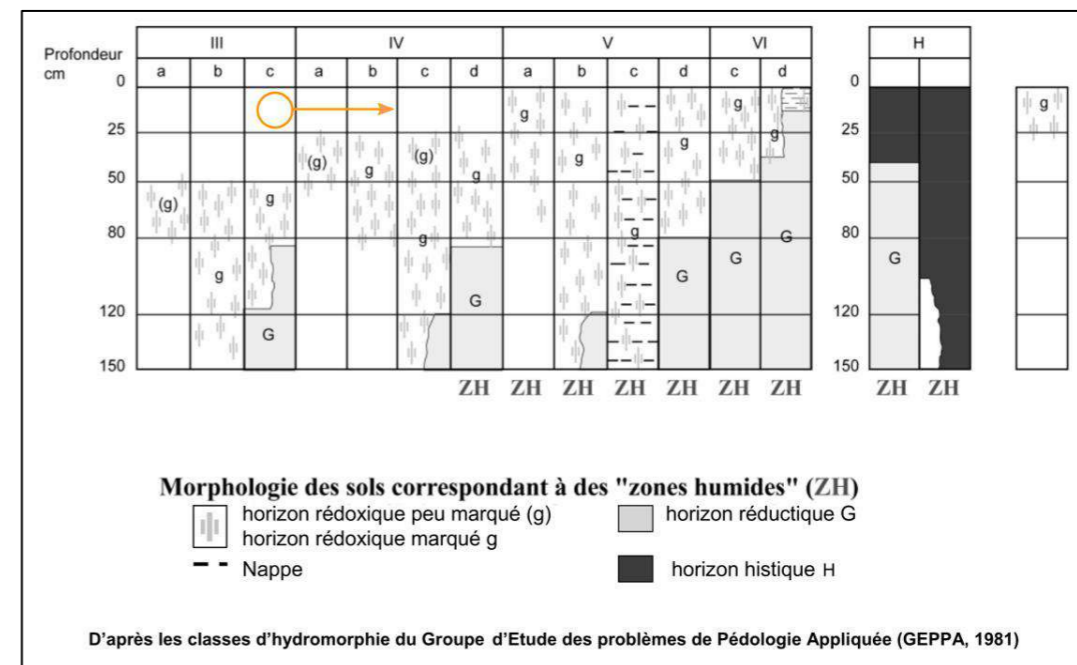 III IV V VI H
Profondeur
cm
a b c a b c d a b c d c d
0 0
g g g
g (g) (g) g g
25 25
g g g
50 50
(g) g g
80 80
g g G G G
G G
120 120
G
150 150
ZH ZH ZH ZH ZH ZH ZH ZH ZH
Morphologie des sols correspondant à des "zones humides" (ZH)
horizon rédoxique peu marqué (g) horizon réductique G
horizon rédoxique marqué g
Nappe horizon histique H
D'après les classes d'hydromorphie du Groupe d'Etude des problèmes de Pédologie Appliquée (GEPPA, 1981)